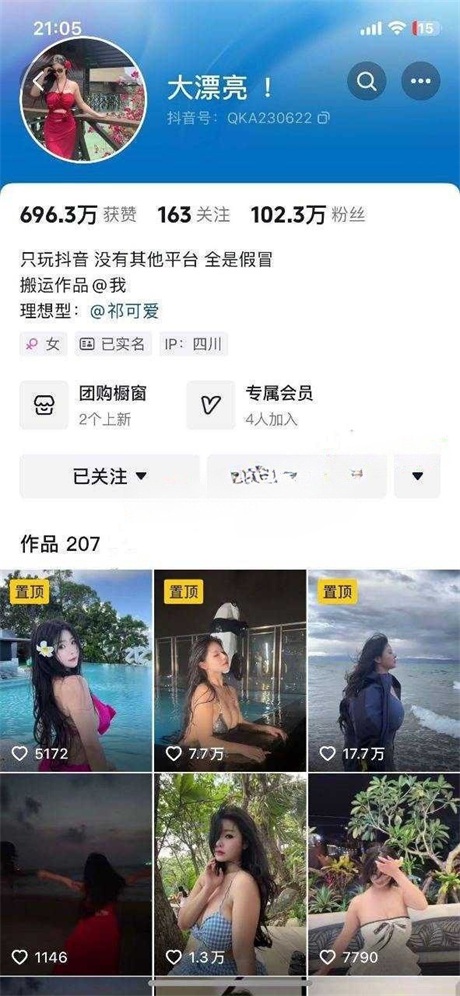 21:05
15
大漂亮 ！
抖音号：QKA230622
696.3万 获赞 163 关注 102.3万 粉丝
只玩抖音 没有其他平台 全是假冒
搬运作品@我
理想型：@祁可爱
女 已实名 IP：四川
团购橱窗 专属会员
2个上新 4人加入
已关注
作品 207
置顶 置顶 置顶
5172 7.7万 17.7万
1146 1.3万 7790